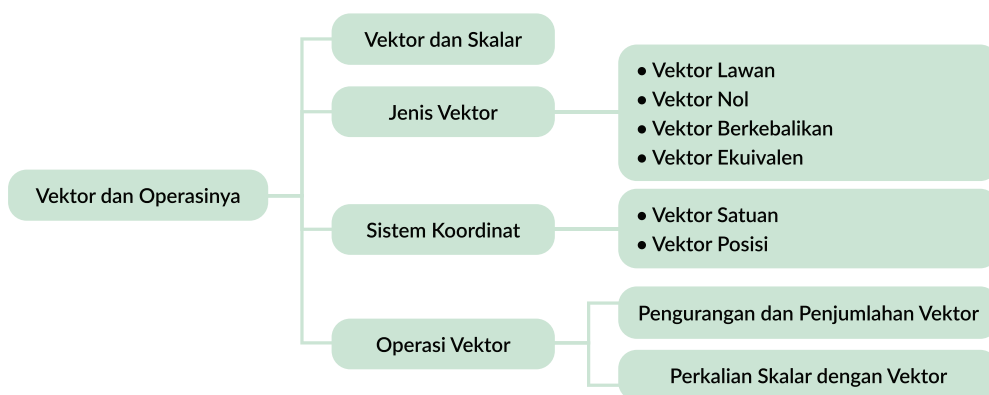 Vektor dan Operasinya
Vektor dan Skalar
Jenis Vektor
• Vektor Lawan
• Vektor Nol
• Vektor Berkebalikan
• Vektor Ekuivalen
Sistem Koordinat
• Vektor Satuan
• Vektor Posisi
Operasi Vektor
Pengurangan dan Penjumlahan Vektor
Perkalian Skalar dengan Vektor